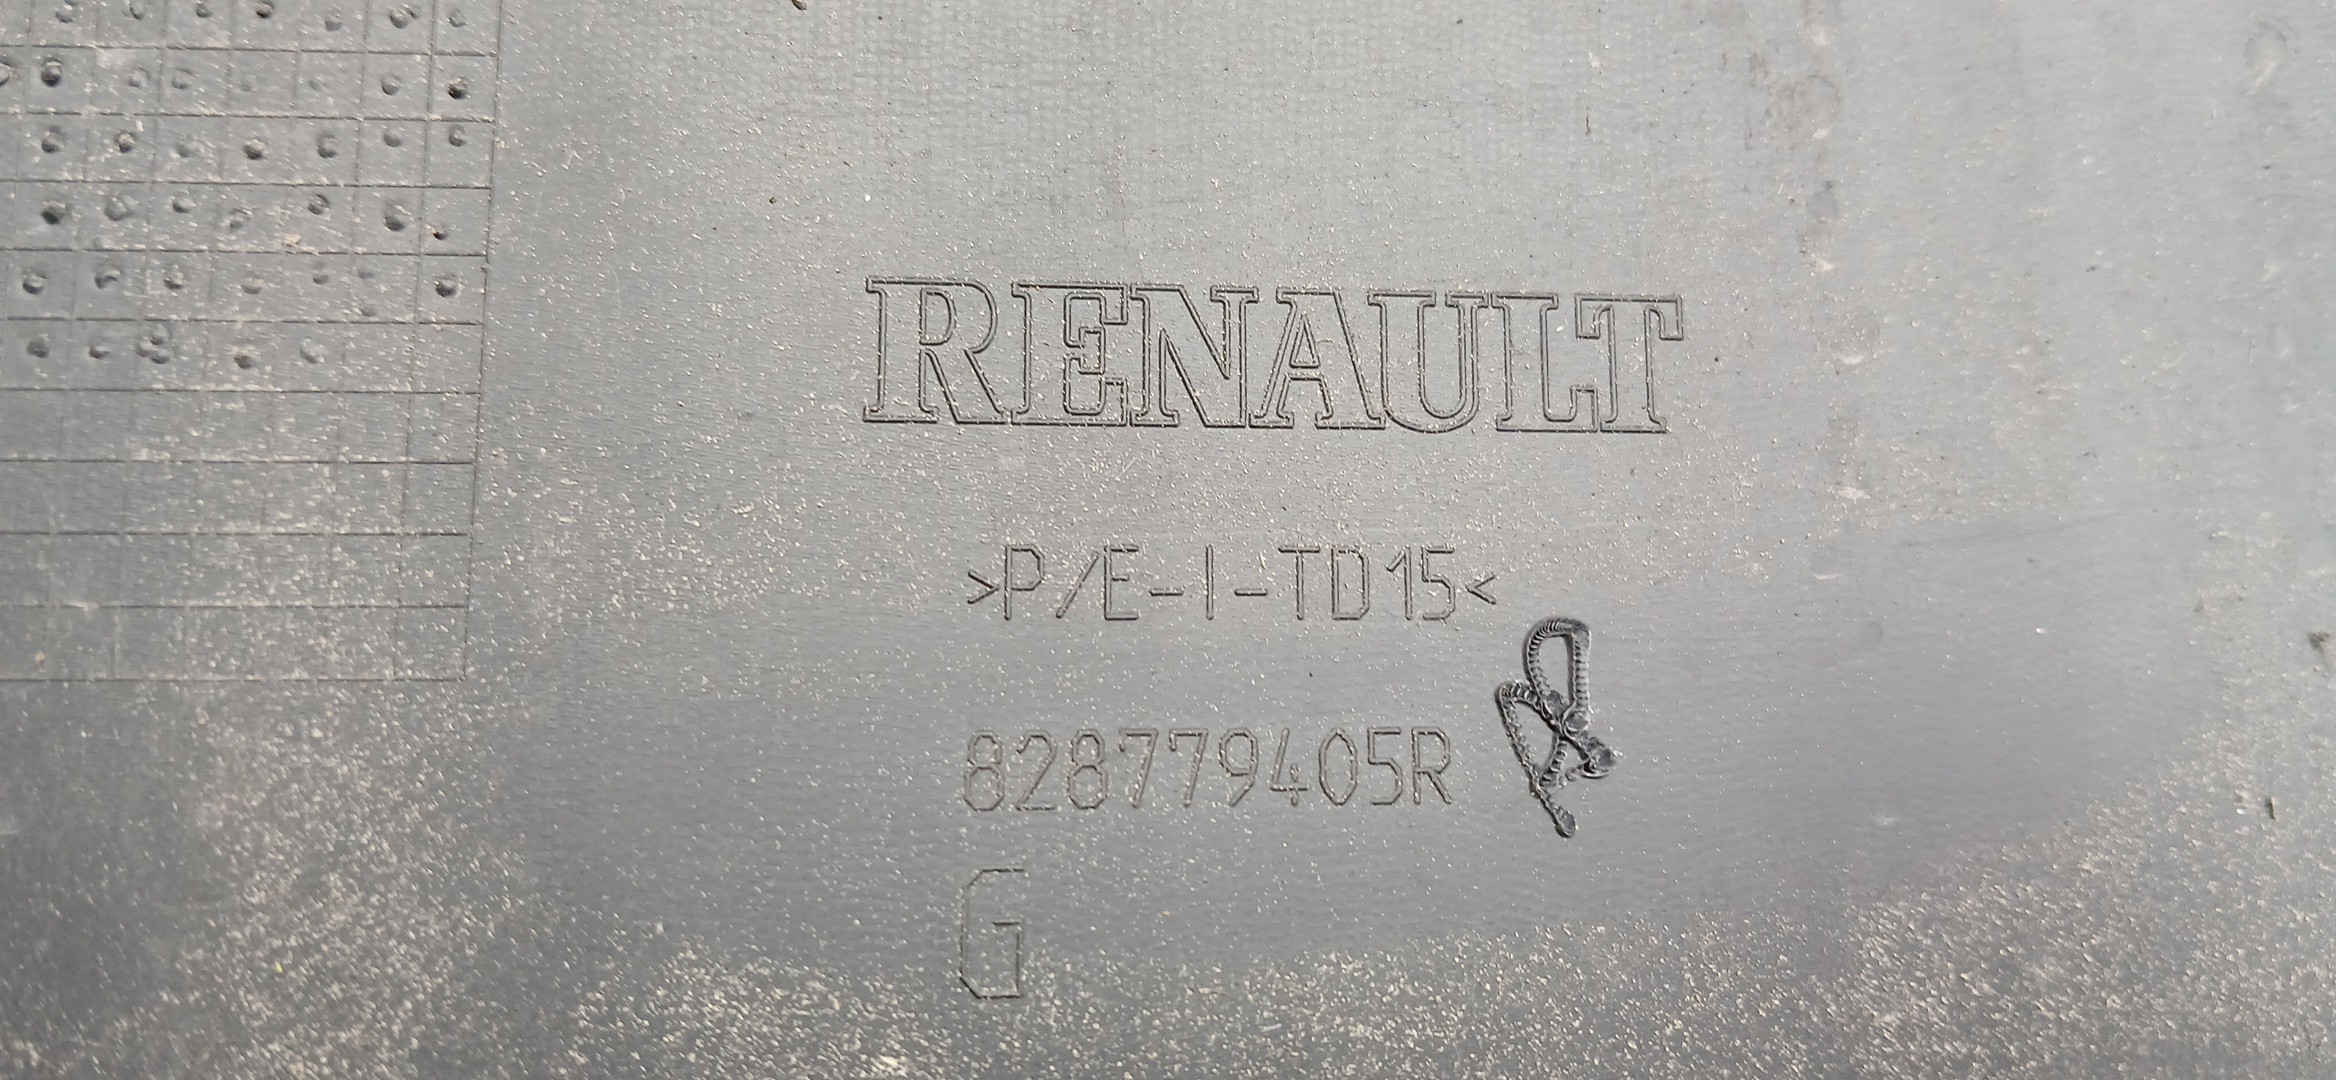 RENAULT
>P/E-I-TD15<
828779405R
G